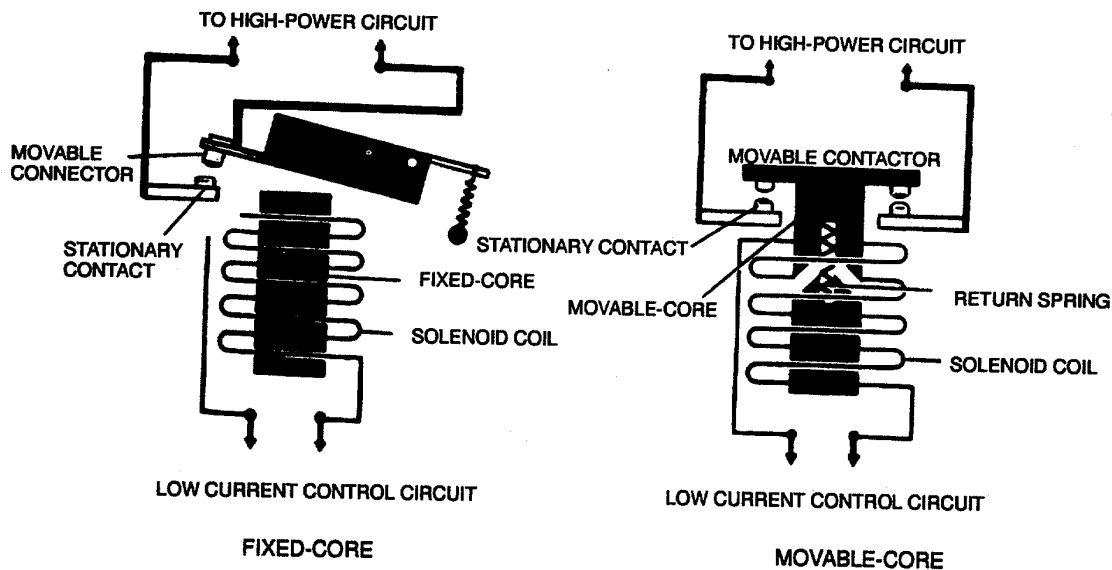 TO HIGH-POWER CIRCUIT
MOVABLE
CONNECTOR
STATIONARY
CONTACT
FIXED-CORE
SOLENOID COIL
LOW CURRENT CONTROL CIRCUIT
FIXED-CORE
TO HIGH-POWER CIRCUIT
MOVABLE CONTACTOR
STATIONARY CONTACT
MOVABLE-CORE
RETURN SPRING
SOLENOID COIL
LOW CURRENT CONTROL CIRCUIT
MOVABLE-CORE